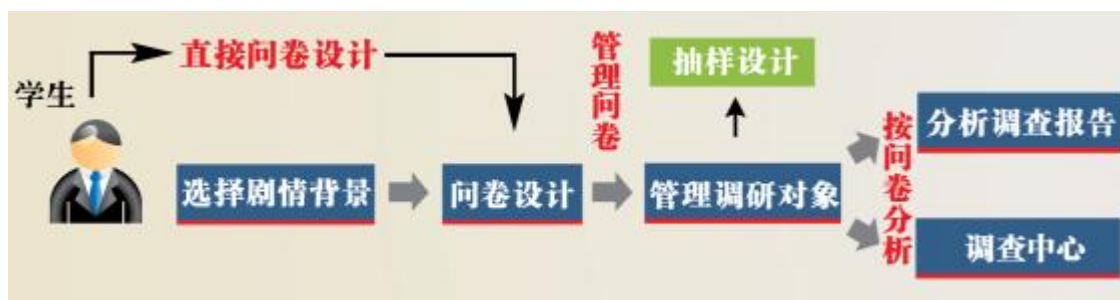 直接问卷设计
学生
管理问卷
抽样设计
选择剧情背景
问卷设计
管理调研对象
按问卷分析
分析调查报告
调查中心